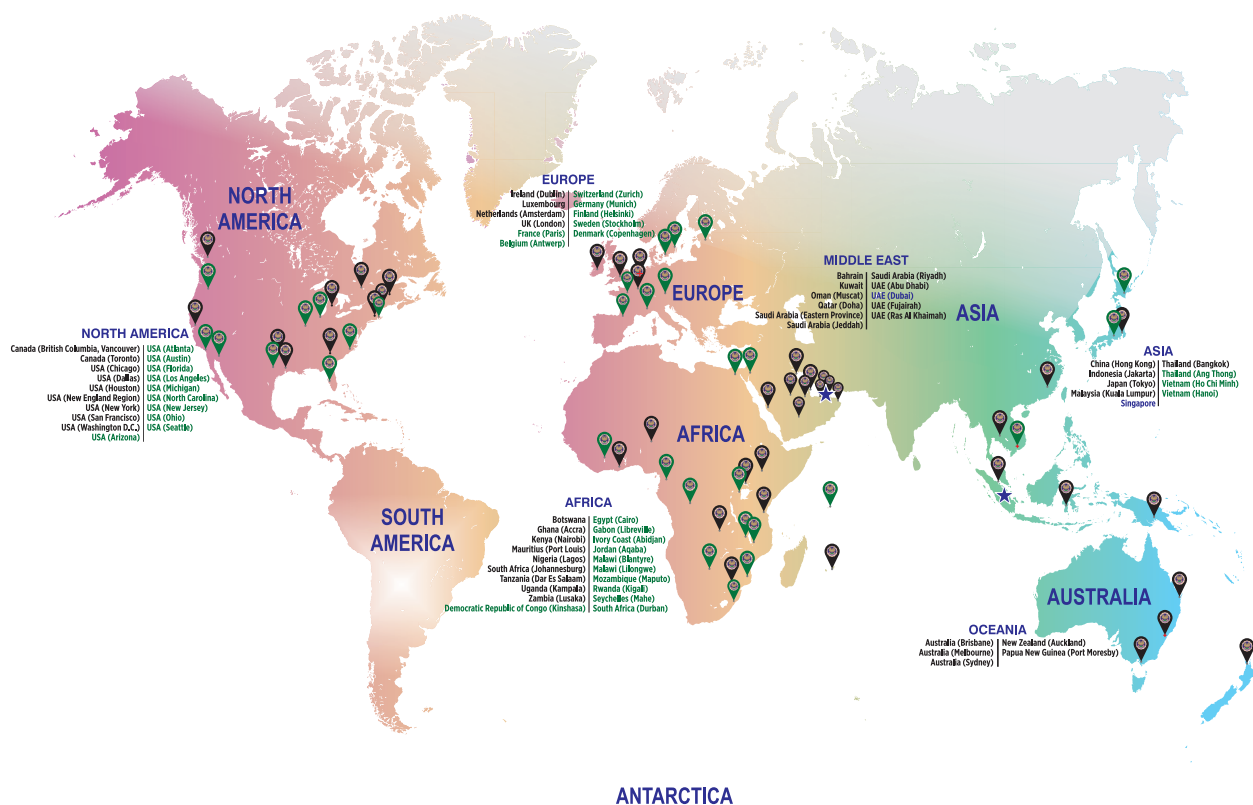 NORTH
AMERICA
EUROPE
Ireland (Dublin)
Luxembourg
Netherlands (Amsterdam)
UK (London)
France (Paris)
Belgium (Antwerp)
Switzerland (Zurich)
Germany (Munich)
Finland (Helsinki)
Sweden (Stockholm)
Denmark (Copenhagen)
EUROPE
MIDDLE EAST
Bahrain
Kuwait
Oman (Muscat)
Qatar (Doha)
Saudi Arabia (Eastern Province)
Saudi Arabia (Jeddah)
Saudi Arabia (Riyadh)
UAE (Abu Dhabi)
UAE (Dubai)
UAE (Fujairah)
UAE (Ras Al Khaimah)
ASIA
NORTH AMERICA
Canada (British Columbia, Vancouver)
Canada (Toronto)
USA (Chicago)
USA (Dallas)
USA (Houston)
USA (New England Region)
USA (New York)
USA (San Francisco)
USA (Washington D.C.)
USA (Arizona)
USA (Atlanta)
USA (Austin)
USA (Florida)
USA (Los Angeles)
USA (Michigan)
USA (North Carolina)
USA (New Jersey)
USA (Ohio)
USA (Seattle)
ASIA
China (Hong Kong)
Indonesia (Jakarta)
Japan (Tokyo)
Malaysia (Kuala Lumpur)
Singapore
Thailand (Bangkok)
Thailand (Ang Thong)
Vietnam (Ho Chi Minh)
Vietnam (Hanoi)
AFRICA
SOUTH
AMERICA
AFRICA
Botswana
Ghana (Accra)
Kenya (Nairobi)
Mauritius (Port Louis)
Nigeria (Lagos)
South Africa (Johannesburg)
Tanzania (Dar Es Salaam)
Uganda (Kampala)
Zambia (Lusaka)
Democratic Republic of Congo (Kinshasa)
Egypt (Cairo)
Gabon (Libreville)
Ivory Coast (Abidjan)
Jordan (Aqaba)
Malawi (Blantyre)
Malawi (Lilongwe)
Mozambique (Maputo)
Rwanda (Kigali)
Seychelles (Mahe)
South Africa (Durban)
AUSTRALIA
OCEANIA
Australia (Brisbane)
Australia (Melbourne)
Australia (Sydney)
New Zealand (Auckland)
Papua New Guinea (Port Moresby)
ANTARCTICA